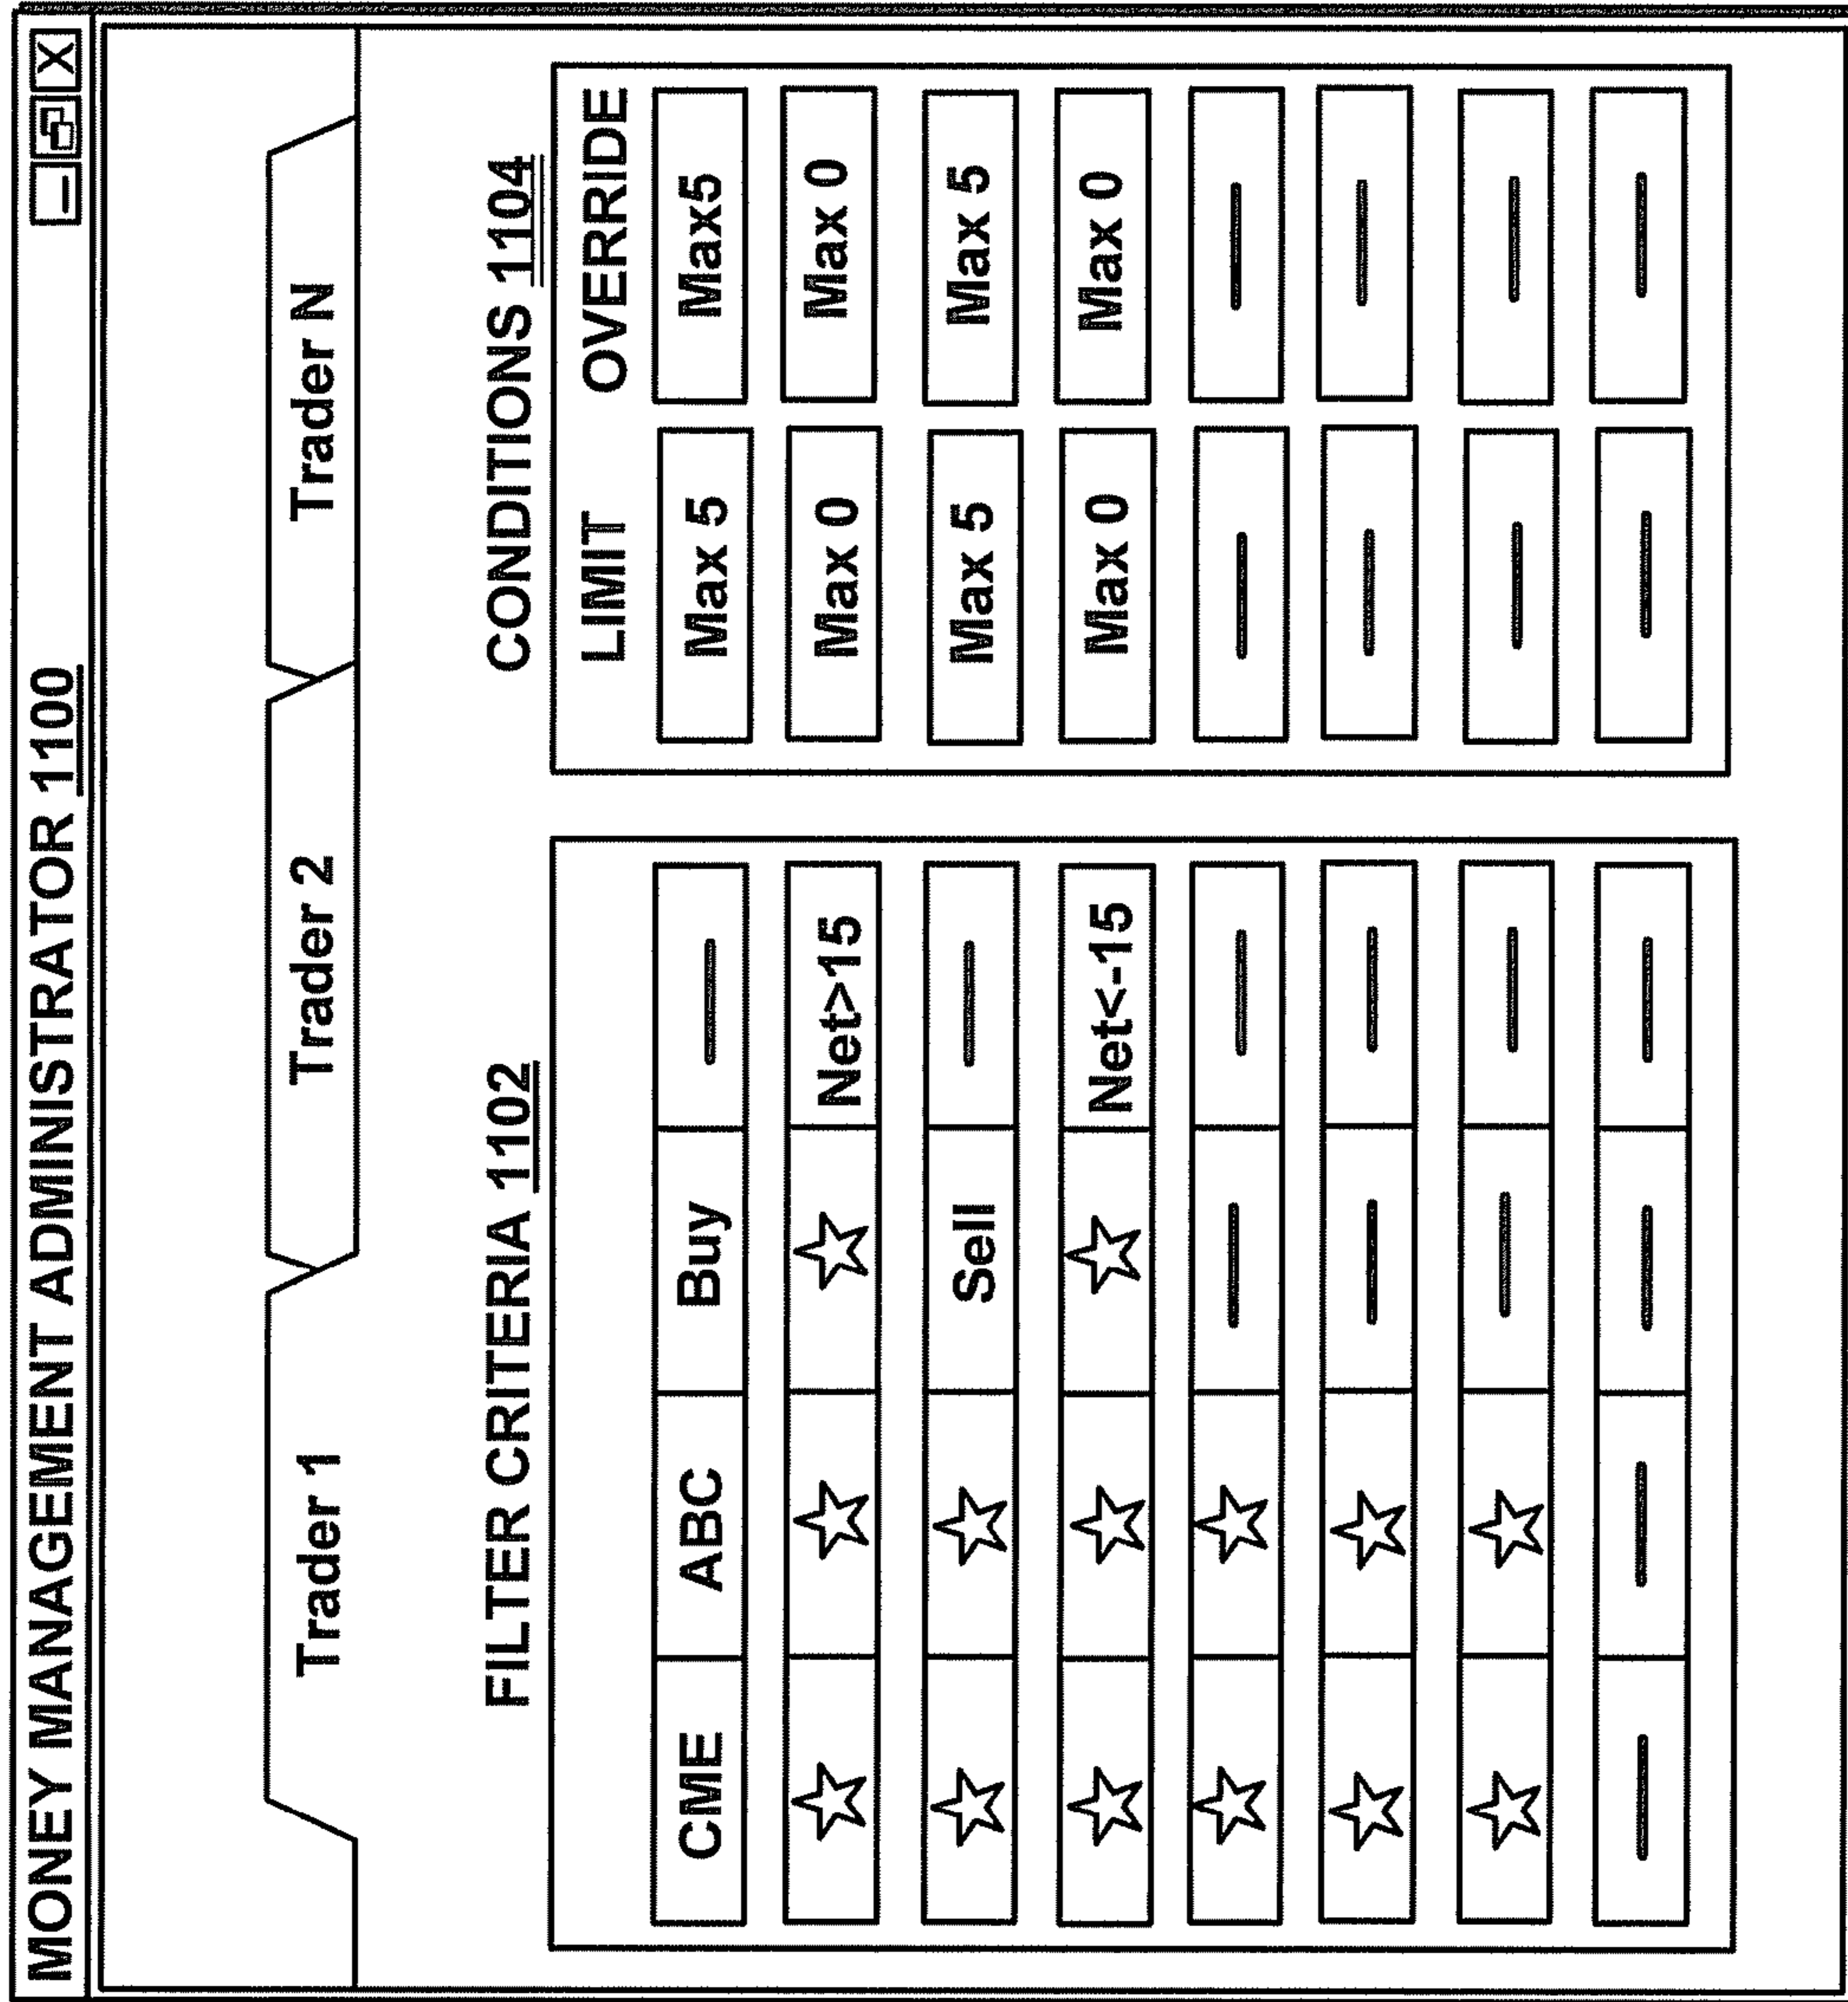 MONEY MANAGEMENT ADMINISTRATOR 1100
Trader 1 Trader 2 Trader N
FILTER CRITERIA 1102
CME ABC Buy —
☆ ☆ ☆ Net>15
☆ ☆ Sell —
☆ ☆ ☆ Net<-15
☆ ☆ — —
☆ ☆ — —
☆ ☆ — —
— — — —
CONDITIONS 1104
LIMIT OVERRIDE
Max 5 Max5
Max 0 Max 0
Max 5 Max 5
Max 0 Max 0
— —
— —
— —
— —